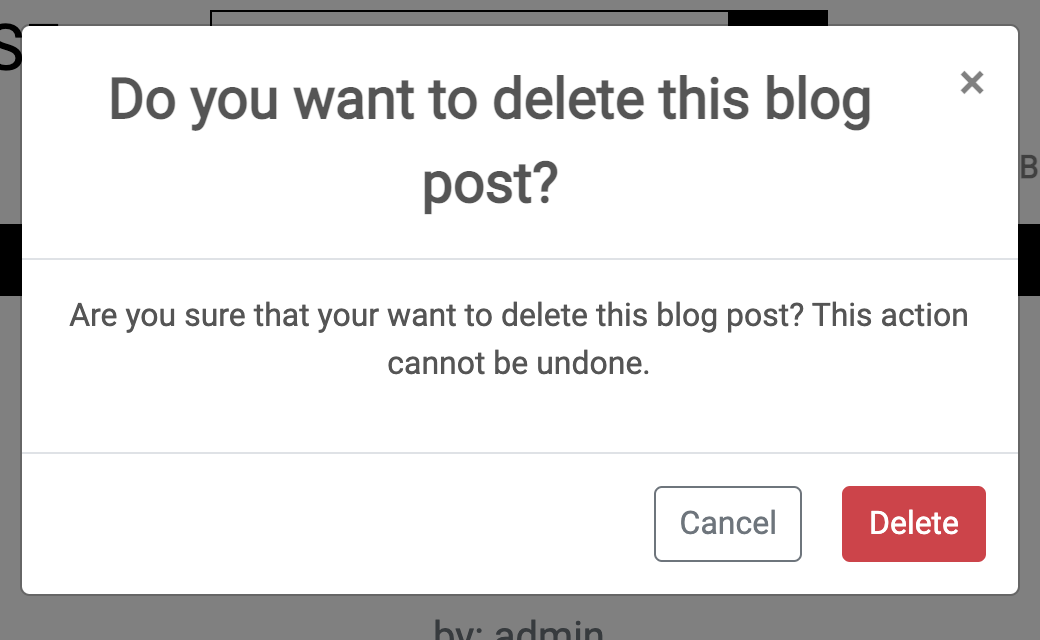 Do you want to delete this blog
post?
×
B
Are you sure that your want to delete this blog post? This action
cannot be undone.
Cancel
Delete
by: admin